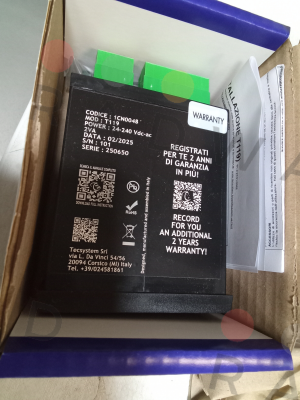 WARRANTY
CODICE : 1CN0048
MOD : T119
POWER : 24-240 Vdc-ac
2VA
DATA : 02/2025
S/N : 101
SERIE : 250650
REGISTRATI
PER TE 2 ANNI
DI GARANZIA
IN PIÙ!
RoHS
RECORD
FOR YOU
AN ADDITIONAL
2 YEARS
WARRANTY!
Designed, manufactured and assembled in Italy
Tecsystem Srl
via L. Da Vinci 54/56
20094 Corsico (MI) Italy
Tel. +39/024581861